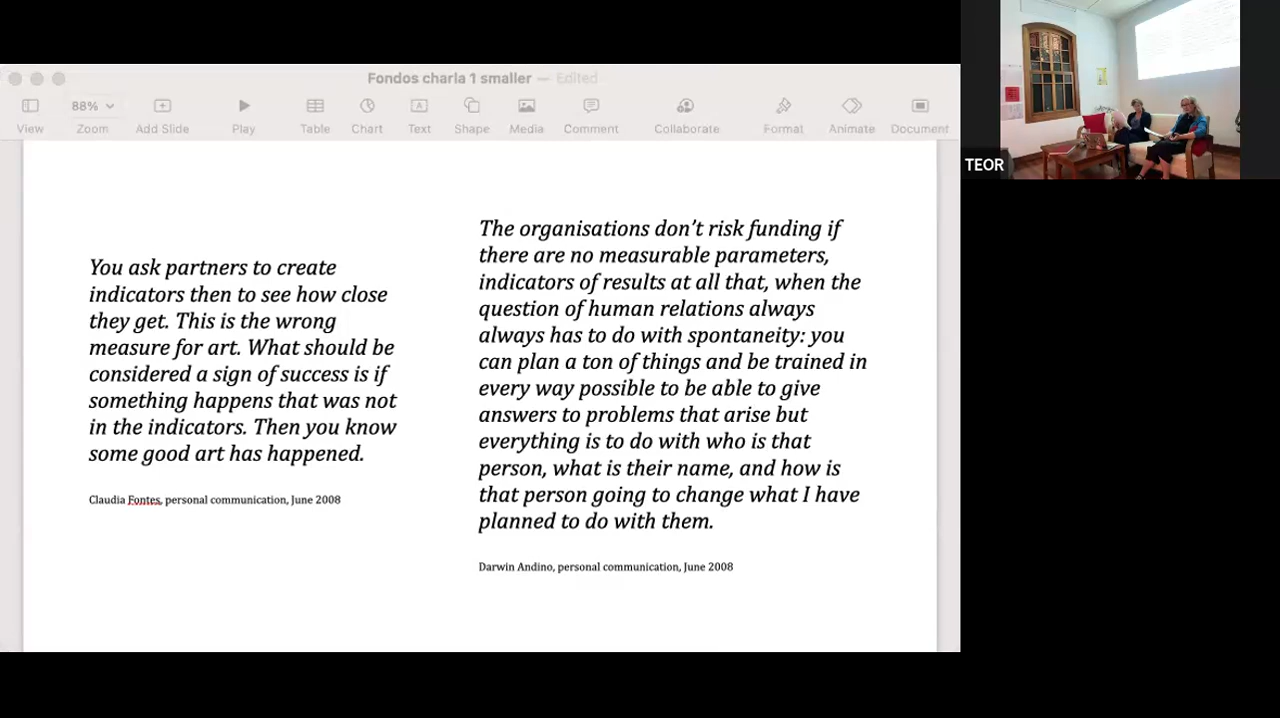 Fondos charla 1 smaller — Edited
88%
View Zoom Add Slide Play Table Chart Text Shape Media Comment Collaborate Format Animate Document
You ask partners to create
indicators then to see how close
they get. This is the wrong
measure for art. What should be
considered a sign of success is if
something happens that was not
in the indicators. Then you know
some good art has happened.
Claudia Fontes, personal communication, June 2008
The organisations don’t risk funding if
there are no measurable parameters,
indicators of results at all that, when the
question of human relations always
always has to do with spontaneity: you
can plan a ton of things and be trained in
every way possible to be able to give
answers to problems that arise but
everything is to do with who is that
person, what is their name, and how is
that person going to change what I have
planned to do with them.
Darwin Andino, personal communication, June 2008
TEOR